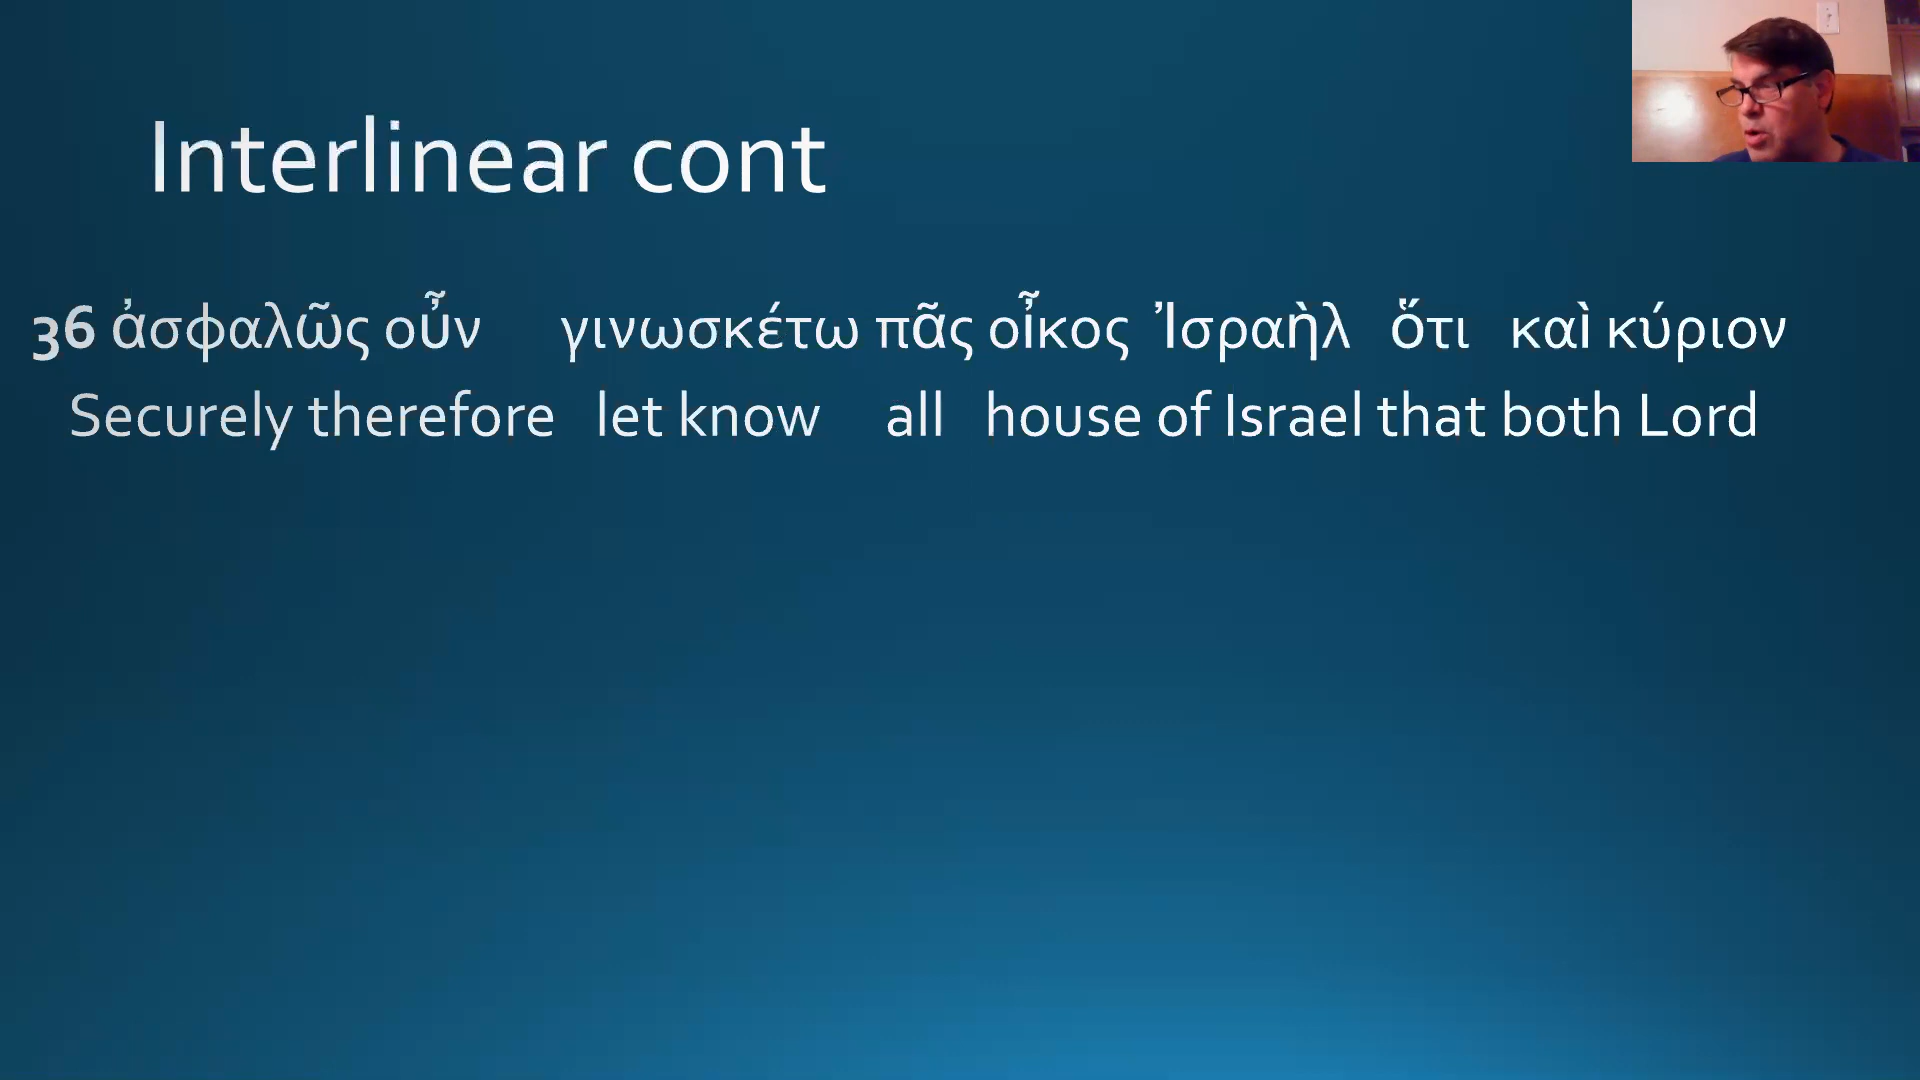 Interlinear cont
36 ἀσφαλῶς οὖν γινωσκέτω πᾶς οἶκος Ἰσραὴλ ὅτι καὶ κύριον
Securely therefore let know all house of Israel that both Lord